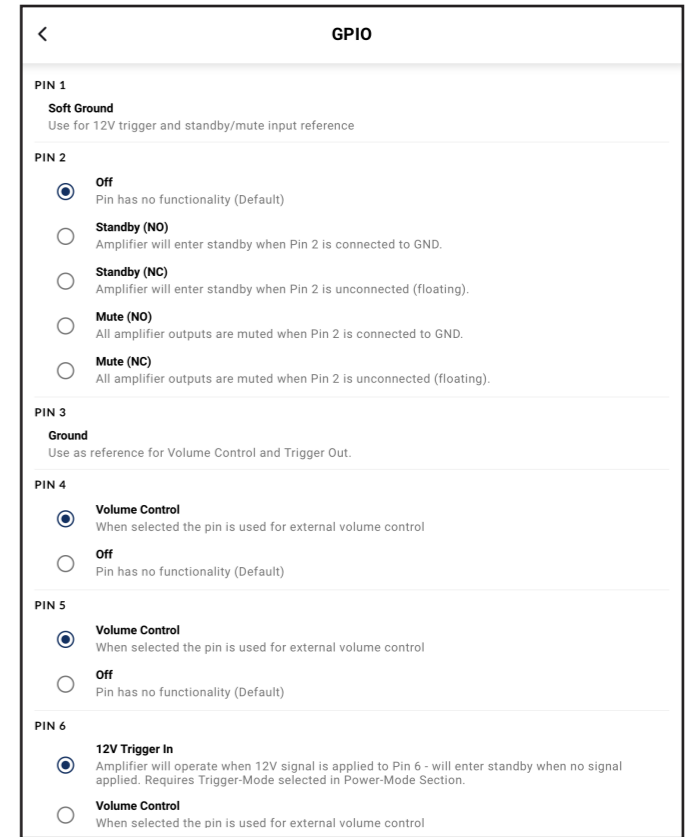 GPIO
PIN 1
Soft Ground
Use for 12V trigger and standby/mute input reference
PIN 2
Off
Pin has no functionality (Default)
Standby (NO)
Amplifier will enter standby when Pin 2 is connected to GND.
Standby (NC)
Amplifier will enter standby when Pin 2 is unconnected (floating).
Mute (NO)
All amplifier outputs are muted when Pin 2 is connected to GND.
Mute (NC)
All amplifier outputs are muted when Pin 2 is unconnected (floating).
PIN 3
Ground
Use as reference for Volume Control and Trigger Out.
PIN 4
Volume Control
When selected the pin is used for external volume control
Off
Pin has no functionality (Default)
PIN 5
Volume Control
When selected the pin is used for external volume control
Off
Pin has no functionality (Default)
PIN 6
12V Trigger In
Amplifier will operate when 12V signal is applied to Pin 6 - will enter standby when no signal
applied. Requires Trigger-Mode selected in Power-Mode Section.
Volume Control
When selected the pin is used for external volume control